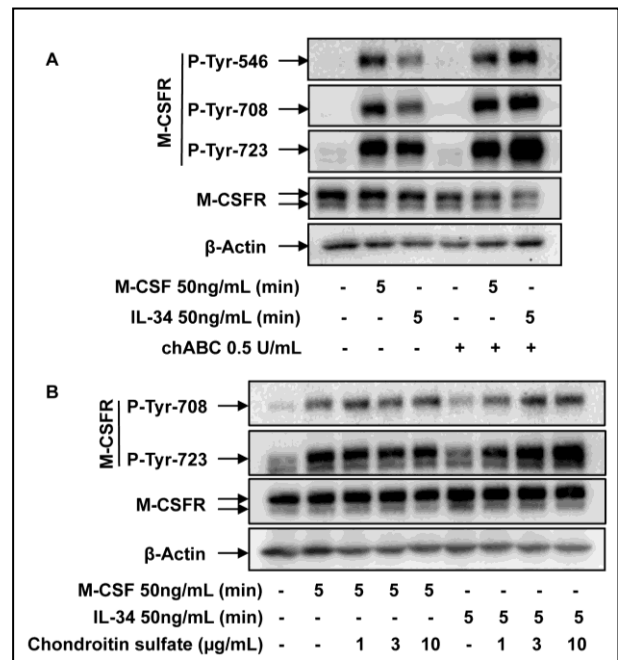 A
P-Tyr-546
P-Tyr-708
M-CSFR
P-Tyr-723
M-CSFR
β-Actin
M-CSF 50ng/mL (min) - 5 - - 5 -
IL-34 50ng/mL (min) - - 5 - - 5
chABC 0.5 U/mL - - - + + +
B
P-Tyr-708
M-CSFR
P-Tyr-723
M-CSFR
β-Actin
M-CSF 50ng/mL (min) - 5 5 5 5 - - - -
IL-34 50ng/mL (min) - - - - - 5 5 5 5
Chondroitin sulfate (μg/mL) - - 1 3 10 - 1 3 10